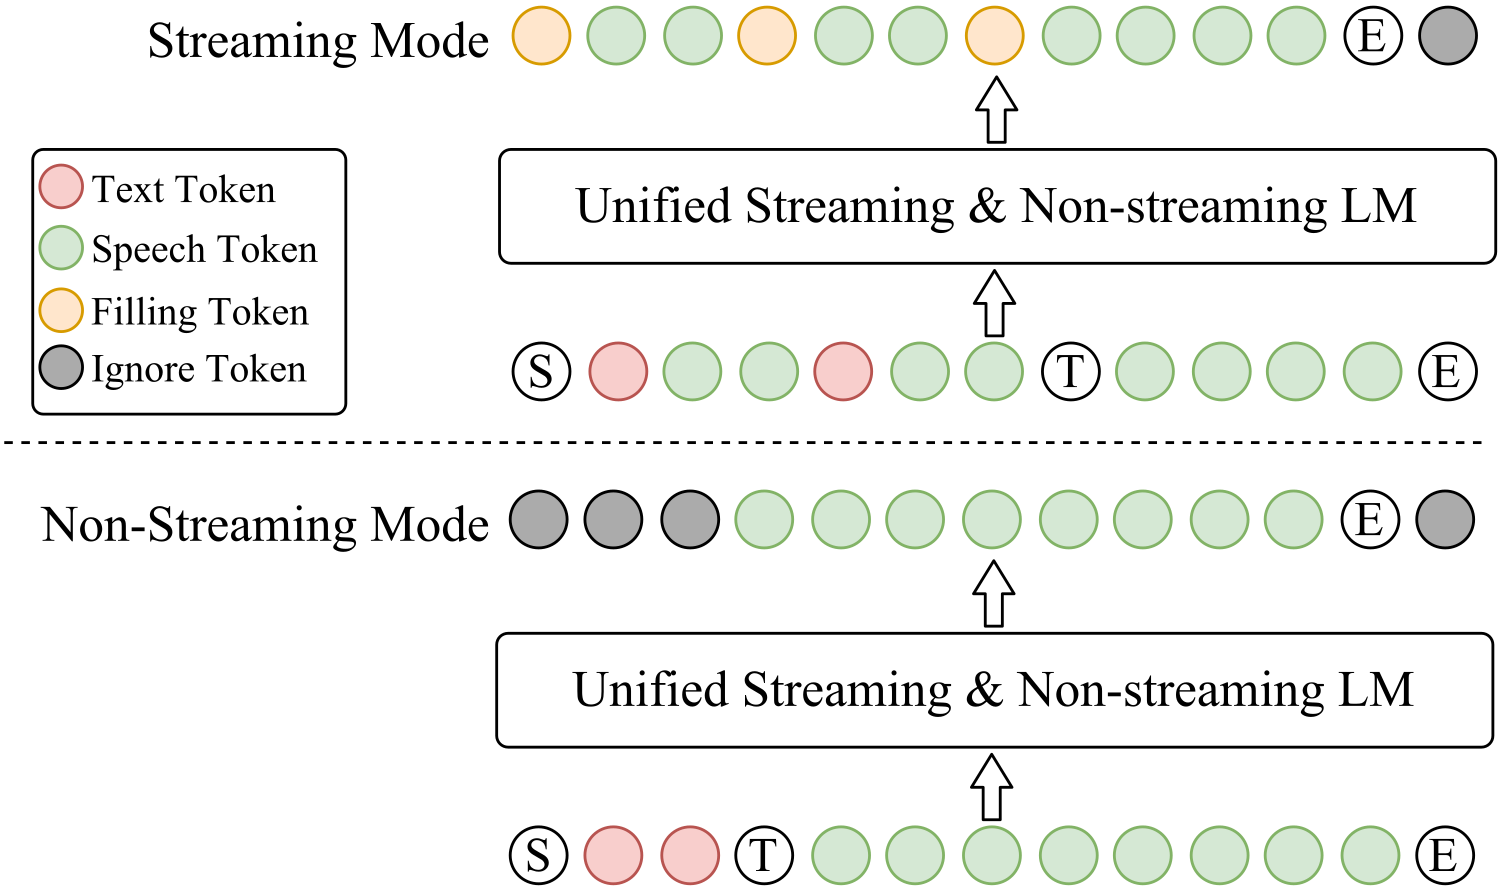 Streaming Mode
E
Text Token
Speech Token
Filling Token
Ignore Token
Unified Streaming & Non-streaming LM
S T E
Non-Streaming Mode
E
Unified Streaming & Non-streaming LM
S T E